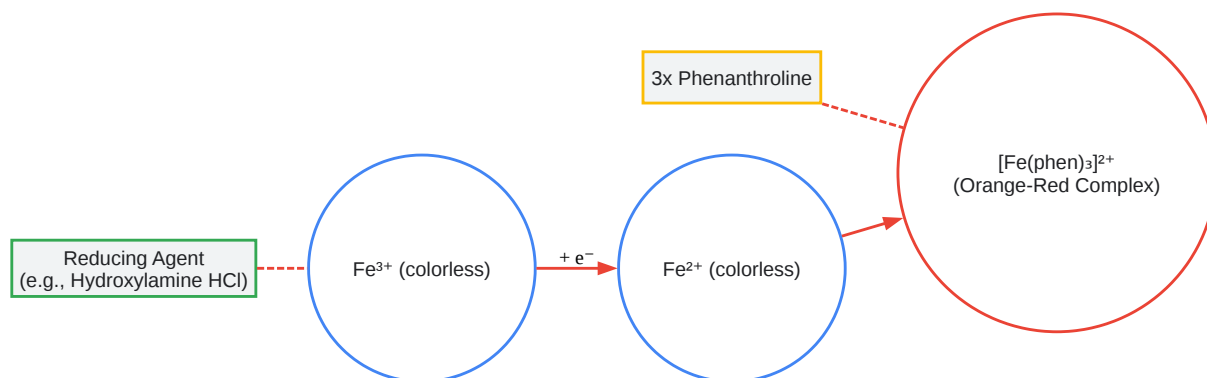 3x Phenanthroline
[Fe(phen)₃]²⁺
(Orange-Red Complex)
Reducing Agent
(e.g., Hydroxylamine HCl)
Fe³⁺ (colorless)
+ e⁻
Fe²⁺ (colorless)